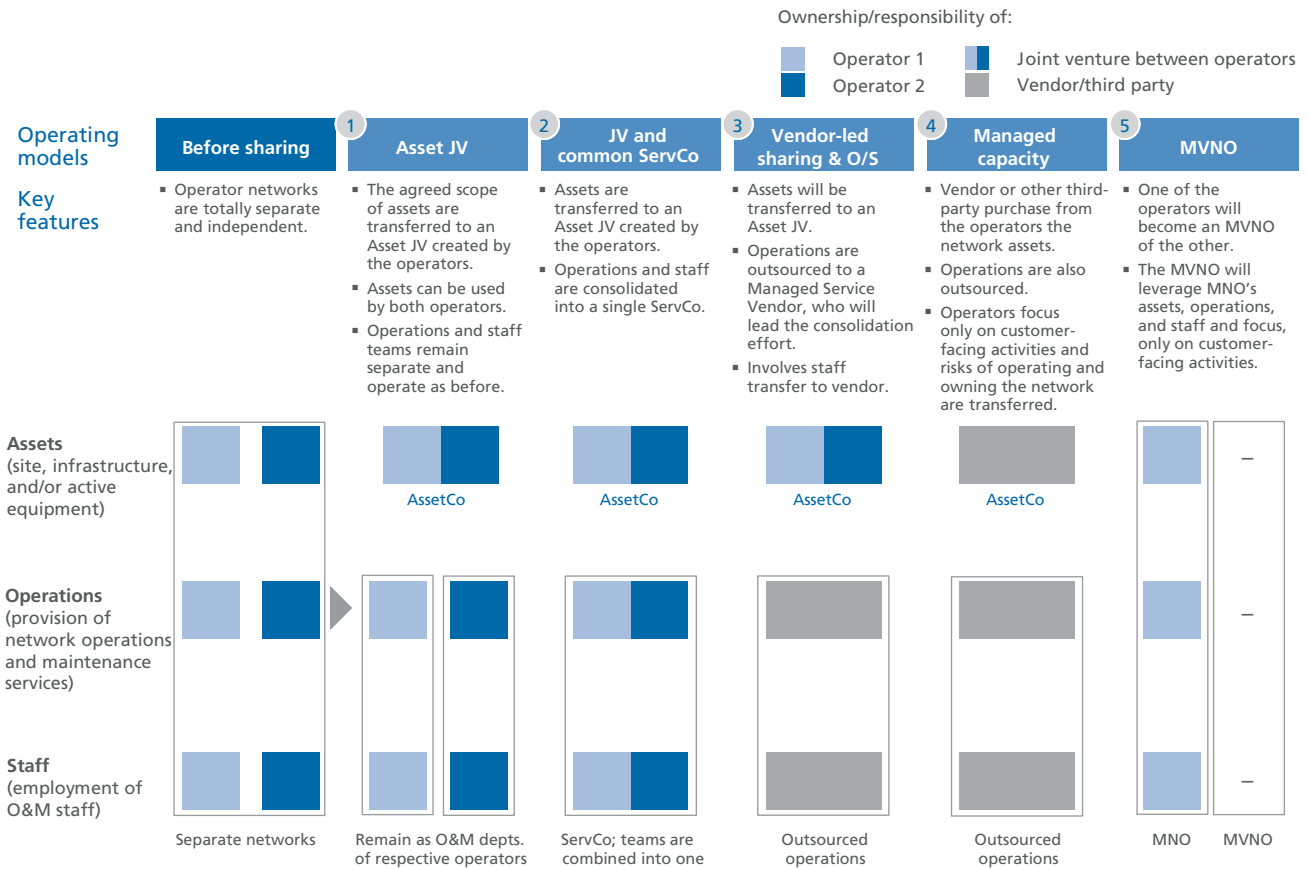 Ownership/responsibility of:
Operator 1
Joint venture between operators
Operator 2
Vendor/third party
Operating
models
Before sharing
1
Asset JV
2
JV and
common ServCo
3
Vendor-led
sharing & O/S
4
Managed
capacity
5
MVNO
Key
features
▪ Operator networks
are totally separate
and independent.
▪ The agreed scope
of assets are
transferred to an
Asset JV created by
the operators.
▪ Assets can be used
by both operators.
▪ Operations and staff
teams remain
separate and
operate as before.
▪ Assets are
transferred to an
Asset JV created by
the operators.
▪ Operations and staff
are consolidated
into a single ServCo.
▪ Assets will be
transferred to an
Asset JV.
▪ Operations are
outsourced to a
Managed Service
Vendor, who will
lead the consolidation
effort.
▪ Involves staff
transfer to vendor.
▪ Vendor or other third-
party purchase from
the operators the
network assets.
▪ Operations are also
outsourced.
▪ Operators focus
only on customer-
facing activities and
risks of operating and
owning the network
are transferred.
▪ One of the
operators will
become an MVNO
of the other.
▪ The MVNO will
leverage MNO's
assets, operations,
and staff and focus,
only on customer-
facing activities.
Assets
(site, infrastructure,
and/or active
equipment)
AssetCo
AssetCo
AssetCo
AssetCo
–
Operations
(provision of
network operations
and maintenance
services)
–
Staff
(employment of
O&M staff)
–
Separate networks
Remain as O&M depts.
of respective operators
ServCo; teams are
combined into one
Outsourced
operations
Outsourced
operations
MNO
MVNO